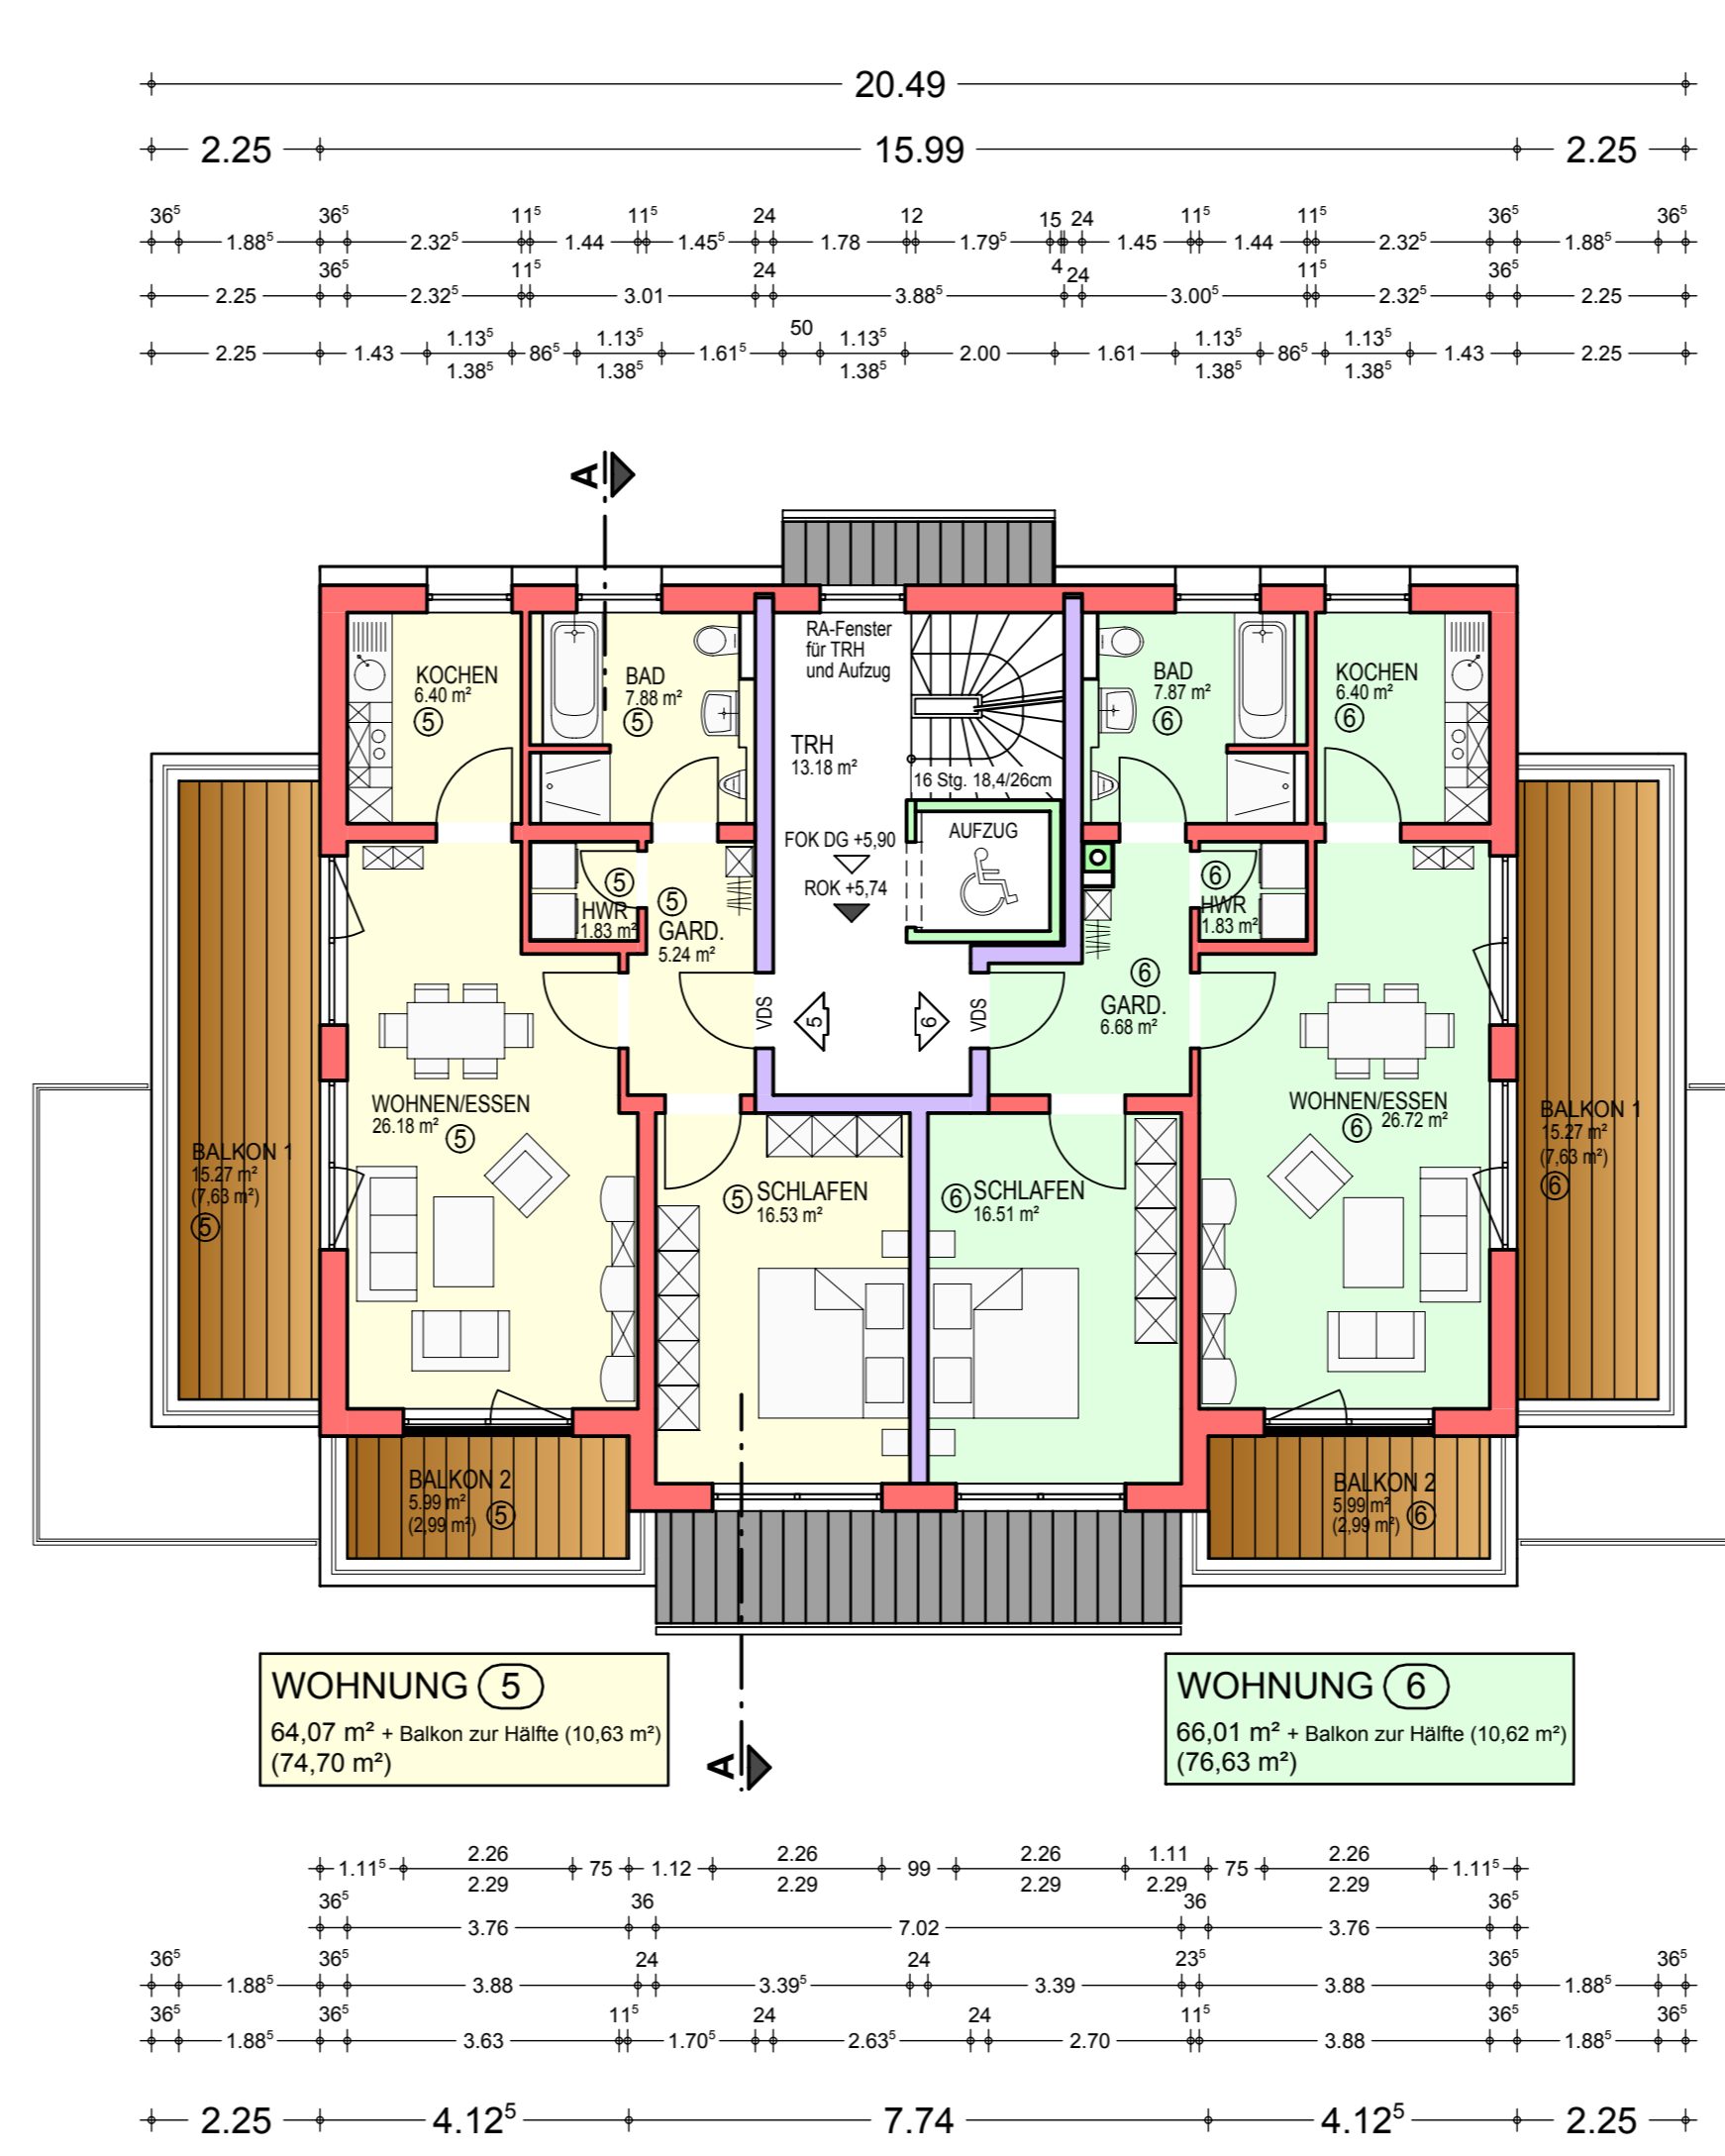 20.49
2.25 15.99 2.25
36⁵ 36⁵ 11⁵ 11⁵ 24 12 15 24 11⁵ 11⁵ 36⁵ 36⁵
1.88⁵ 2.32⁵ 1.44 1.45⁵ 1.78 1.79⁵ 1.45 1.44 2.32⁵ 1.88⁵
36⁵ 11⁵ 24 4 24 11⁵ 36⁵
2.25 2.32⁵ 3.01 3.88⁵ 3.00⁵ 2.32⁵ 2.25
50
1.13⁵ 1.13⁵ 1.13⁵ 1.13⁵ 1.13⁵
2.25 1.43 86⁵ 1.61⁵ 2.00 1.61 86⁵ 1.43 2.25
1.38⁵ 1.38⁵ 1.38⁵ 1.38⁵ 1.38⁵
A
KOCHEN
6.40 m²
5
BAD
7.88 m²
5
RA-Fenster
für TRH
und Aufzug
TRH
13.18 m²
16 Stg. 18,4/26cm
BAD
7.87 m²
6
KOCHEN
6.40 m²
6
FOK DG +5,90
ROK +5,74
AUFZUG
5
HWR
1.83 m²
5
GARD.
5.24 m²
6
HWR
1.83 m²
6
GARD.
6.68 m²
VDS
5
6
VDS
WOHNEN/ESSEN
26.18 m²
5
WOHNEN/ESSEN
6 26.72 m²
BALKON 1
15.27 m²
(7,63 m²)
5
BALKON 1
15.27 m²
(7,63 m²)
6
5 SCHLAFEN
16.53 m²
6 SCHLAFEN
16.51 m²
BALKON 2
5.99 m²
(2,99 m²) 5
BALKON 2
5.99 m²
(2,99 m²) 6
WOHNUNG 5
64,07 m² + Balkon zur Hälfte (10,63 m²)
(74,70 m²)
A
WOHNUNG 6
66,01 m² + Balkon zur Hälfte (10,62 m²)
(76,63 m²)
2.26 2.26 2.26 1.11 2.26
1.11⁵ 75 1.12 99 75 1.11⁵
2.29 2.29 2.29 2.29 2.29
36⁵ 36 36 36⁵
3.76 7.02 3.76
36⁵ 36⁵ 24 24 23⁵ 36⁵ 36⁵
1.88⁵ 3.88 3.39⁵ 3.39 3.88 1.88⁵
36⁵ 36⁵ 11⁵ 24 24 11⁵ 36⁵ 36⁵
1.88⁵ 3.63 1.70⁵ 2.63⁵ 2.70 3.88 1.88⁵
2.25 4.12⁵ 7.74 4.12⁵ 2.25